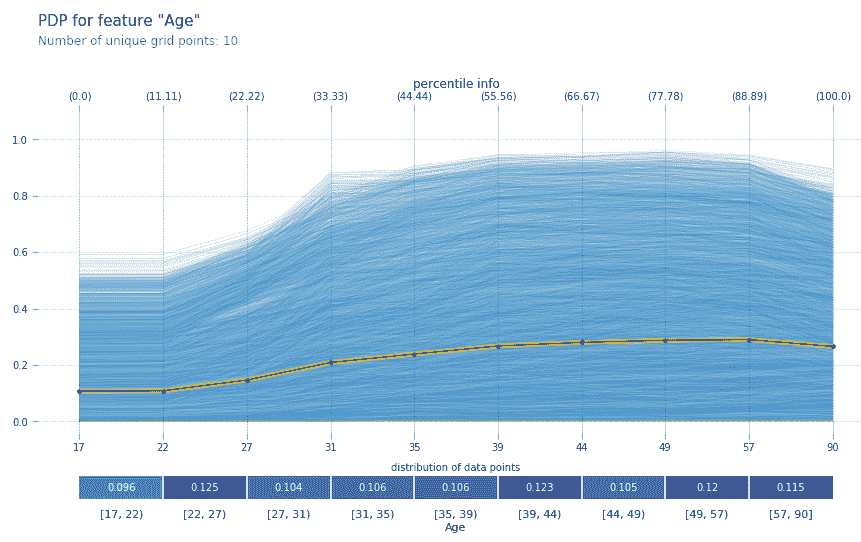 PDP for feature "Age"
Number of unique grid points: 10
percentile info
(0.0) (11.11) (22.22) (33.33) (44.44) (55.56) (66.67) (77.78) (88.89) (100.0)
1.0
0.8
0.6
0.4
0.2
0.0
17 22 27 31 35 39 44 49 57 90
distribution of data points
0.096 0.125 0.104 0.106 0.106 0.123 0.105 0.12 0.115
[17, 22) [22, 27) [27, 31) [31, 35) [35, 39) [39, 44) [44, 49) [49, 57) [57, 90]
Age